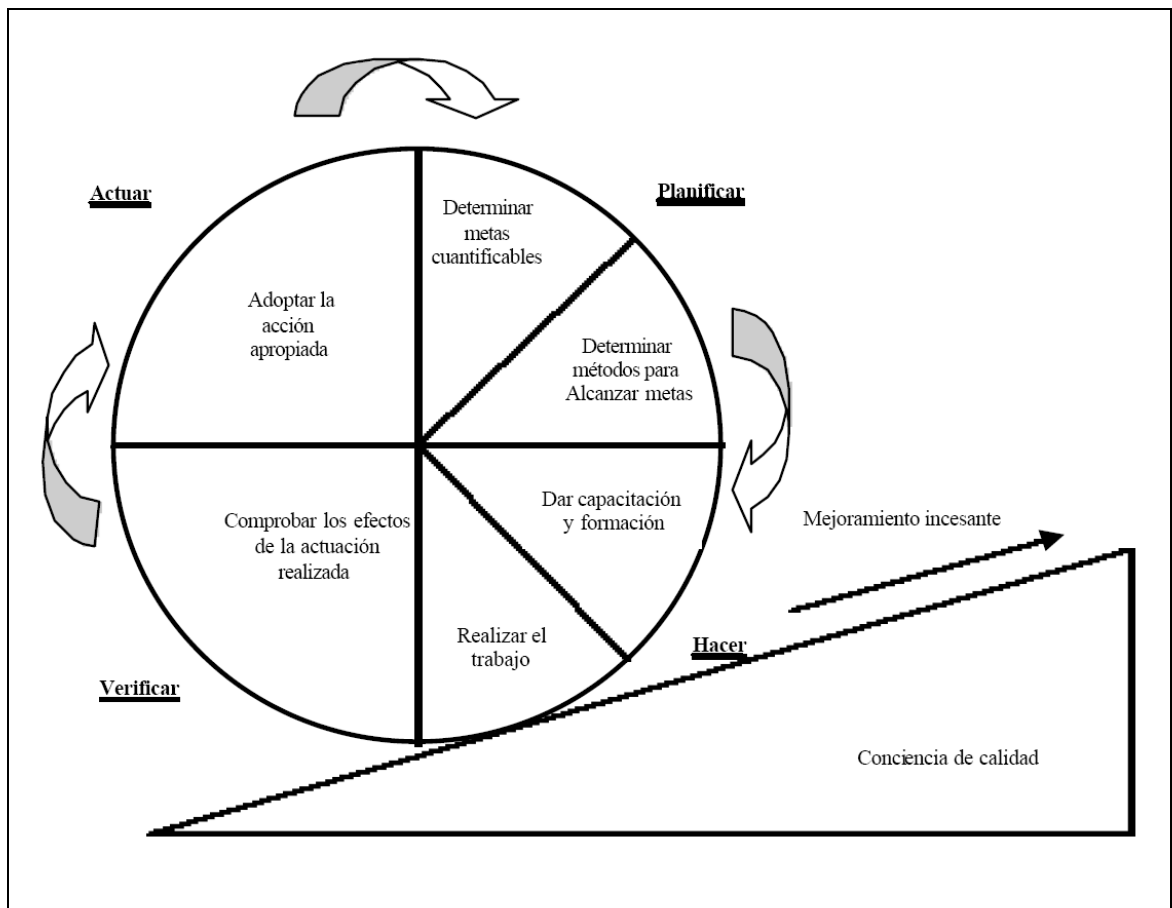 Actuar
Planificar
Determinar
metas
cuantificables
Adoptar la
acción
apropiada
Determinar
métodos para
Alcanzar metas
Dar capacitación
y formación
Comprobar los efectos
de la actuación
realizada
Mejoramiento incesante
Realizar el
trabajo
Hacer
Verificar
Conciencia de calidad